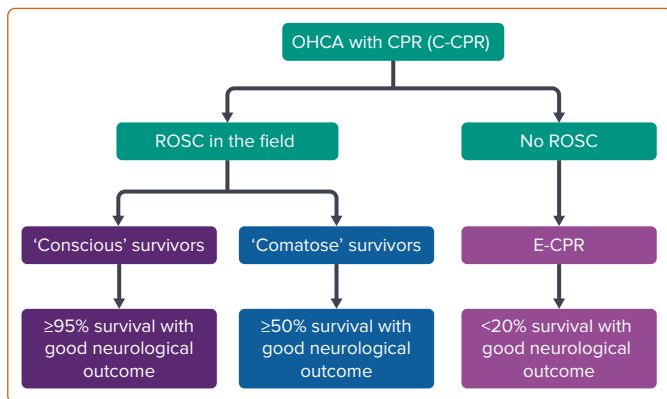 OHCA with CPR (C-CPR)
ROSC in the field
No ROSC
‘Conscious’ survivors
‘Comatose’ survivors
E-CPR
≥95% survival with
good neurological
outcome
≥50% survival with
good neurological
outcome
<20% survival with
good neurological
outcome